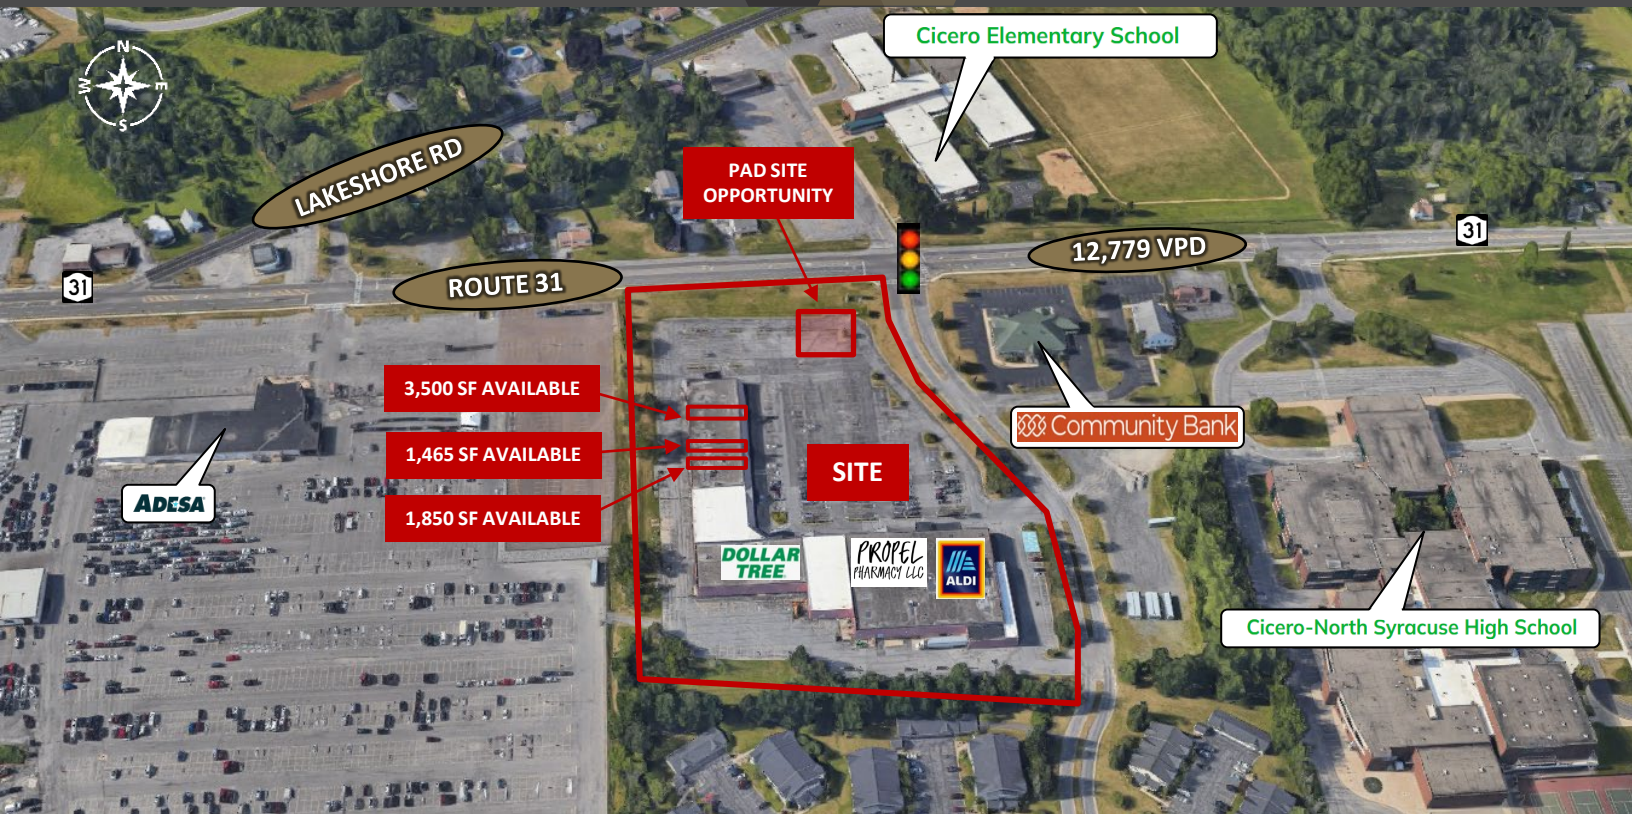 Cicero Elementary School
N
W
E
S
LAKESHORE RD
PAD SITE
OPPORTUNITY
31
12,779 VPD
31
ROUTE 31
3,500 SF AVAILABLE
Community Bank
1,465 SF AVAILABLE
SITE
ADESA
1,850 SF AVAILABLE
DOLLAR
TREE
PROPEL
PHARMACY LLC
ALDI
Cicero-North Syracuse High School